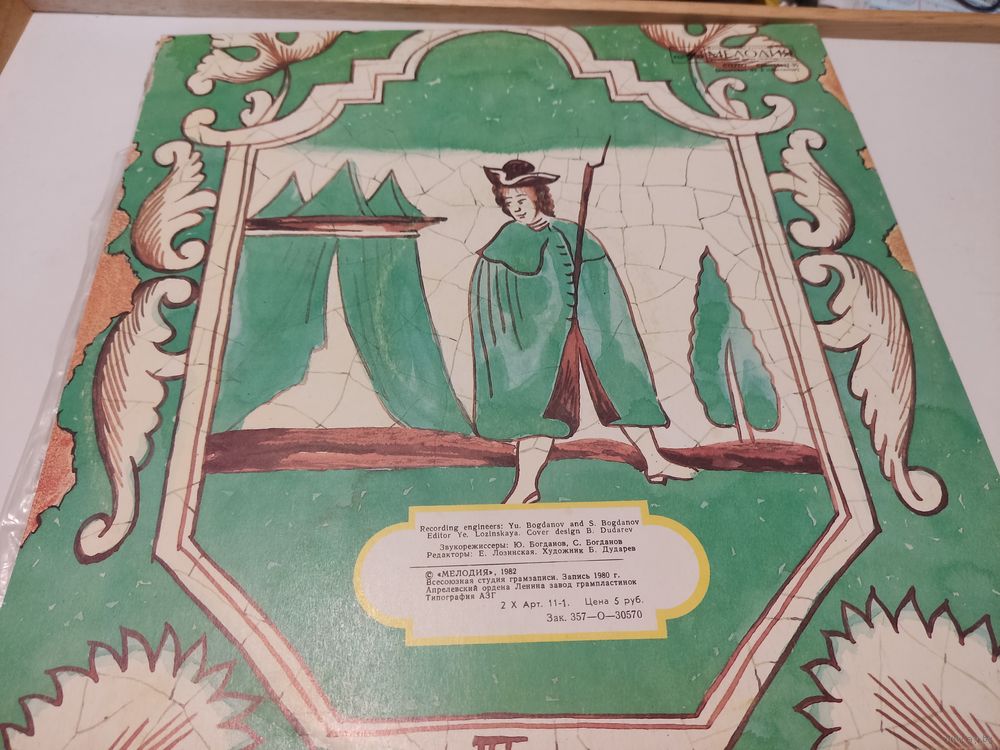 МЕЛОДИЯ
Recording engineers: Yu. Bogdanov and S. Bogdanov
Editor Ye. Lozinskaya. Cover design B. Dudarev
Звукорежиссеры: Ю. Богданов, С. Богданов
Редакторы: Е. Лозинская. Художник Б. Дударев
© «МЕЛОДИЯ», 1982
Всесоюзная студия грамзаписи. Запись 1980 г.
Апрелевский ордена Ленина завод грампластинок
Типография АЗГ
2 Х Арт. 11-1. Цена 5 руб.
Зак. 357—О—30570
III